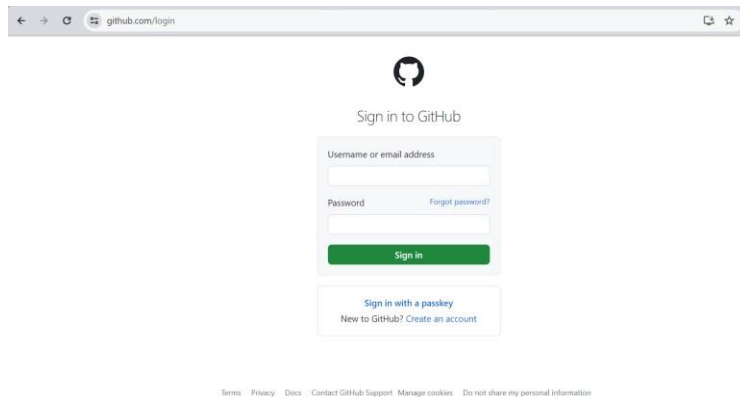 github.com/login
Sign in to GitHub
Username or email address
Password Forgot password?
Sign in
Sign in with a passkey
New to GitHub? Create an account
Terms Privacy Docs Contact GitHub Support Manage cookies Do not share my personal information